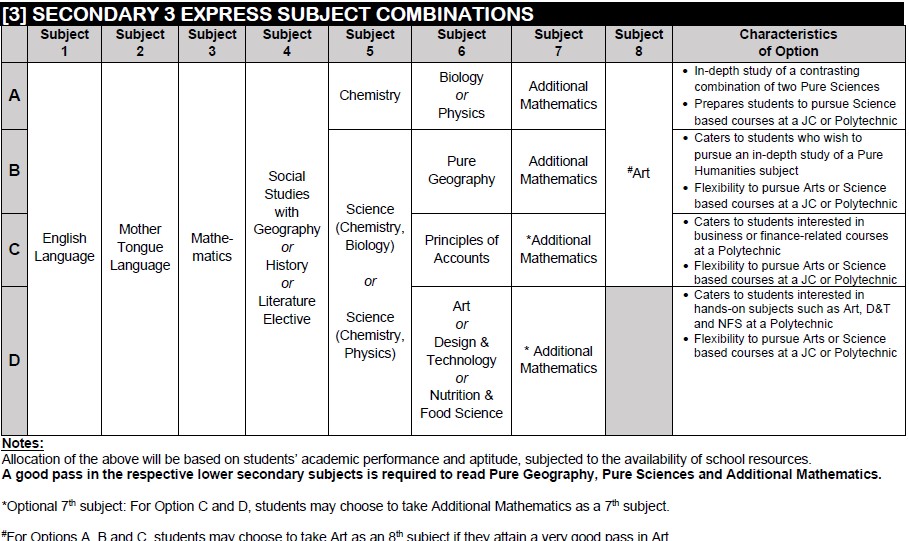 [3] SECONDARY 3 EXPRESS SUBJECT COMBINATIONS
Subject 1
Subject 2
Subject 3
Subject 4
Subject 5
Subject 6
Subject 7
Subject 8
Characteristics
of Option
A
B
C
D
English
Language
Mother
Tongue
Language
Mathe-
matics
Social
Studies
with
Geography
or
History
or
Literature
Elective
Chemistry
Science
(Chemistry,
Biology)
or
Science
(Chemistry,
Physics)
Biology
or
Physics
Pure
Geography
Principles of
Accounts
Art
or
Design &
Technology
or
Nutrition &
Food Science
Additional
Mathematics
Additional
Mathematics
*Additional
Mathematics
* Additional
Mathematics
#Art
• In-depth study of a contrasting
combination of two Pure Sciences
• Prepares students to pursue Science
based courses at a JC or Polytechnic
• Caters to students who wish to
pursue an in-depth study of a Pure
Humanities subject
• Flexibility to pursue Arts or Science
based courses at a JC or Polytechnic
• Caters to students interested in
business or finance-related courses
at a Polytechnic
• Flexibility to pursue Arts or Science
based courses at a JC or Polytechnic
• Caters to students interested in
hands-on subjects such as Art, D&T
and NFS at a Polytechnic
• Flexibility to pursue Arts or Science
based courses at a JC or Polytechnic
Notes:
Allocation of the above will be based on students' academic performance and aptitude, subjected to the availability of school resources.
A good pass in the respective lower secondary subjects is required to read Pure Geography, Pure Sciences and Additional Mathematics.
*Optional 7th subject: For Option C and D, students may choose to take Additional Mathematics as a 7th subject.
#For Options A, B and C, students may choose to take Art as an 8th subject if they attain a very good pass in Art